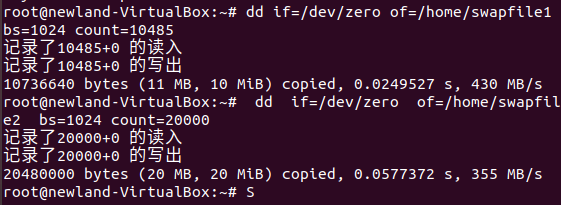 root@newland-VirtualBox:~# dd if=/dev/zero of=/home/swapfile1
bs=1024 count=10485
记录了10485+0 的读入
记录了10485+0 的写出
10736640 bytes (11 MB, 10 MiB) copied, 0.0249527 s, 430 MB/s
root@newland-VirtualBox:~#  dd  if=/dev/zero  of=/home/swapfil
e2  bs=1024 count=20000
记录了20000+0 的读入
记录了20000+0 的写出
20480000 bytes (20 MB, 20 MiB) copied, 0.0577372 s, 355 MB/s
root@newland-VirtualBox:~# S